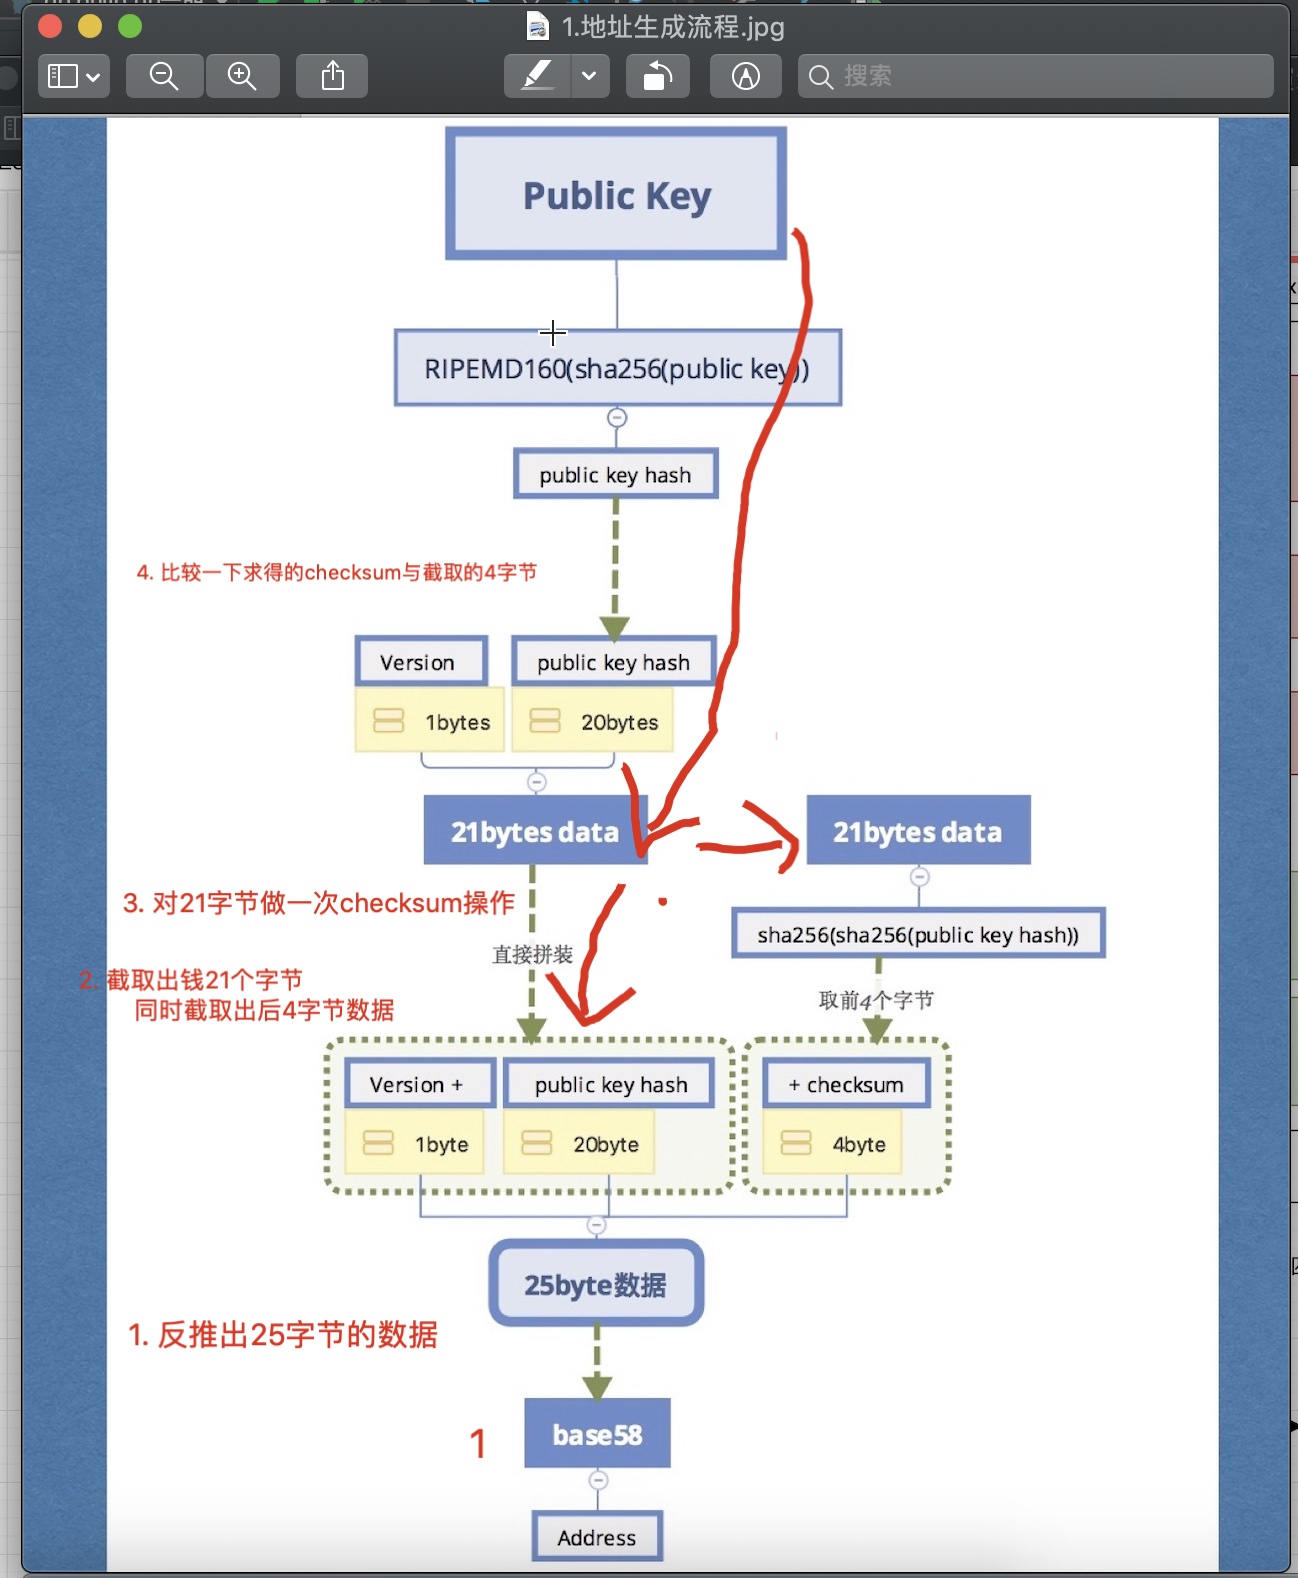 1.地址生成流程.jpg
搜索
Public Key
RIPEMD160(sha256(public key))
public key hash
4. 比较一下求得的checksum与截取的4字节
Version
public key hash
1bytes
20bytes
21bytes data
21bytes data
3. 对21字节做一次checksum操作
sha256(sha256(public key hash))
直接拼装
2. 截取出钱21个字节
同时截取出后4字节数据
取前4个字节
Version +
public key hash
+ checksum
1byte
20byte
4byte
25byte数据
1. 反推出25字节的数据
1
base58
Address